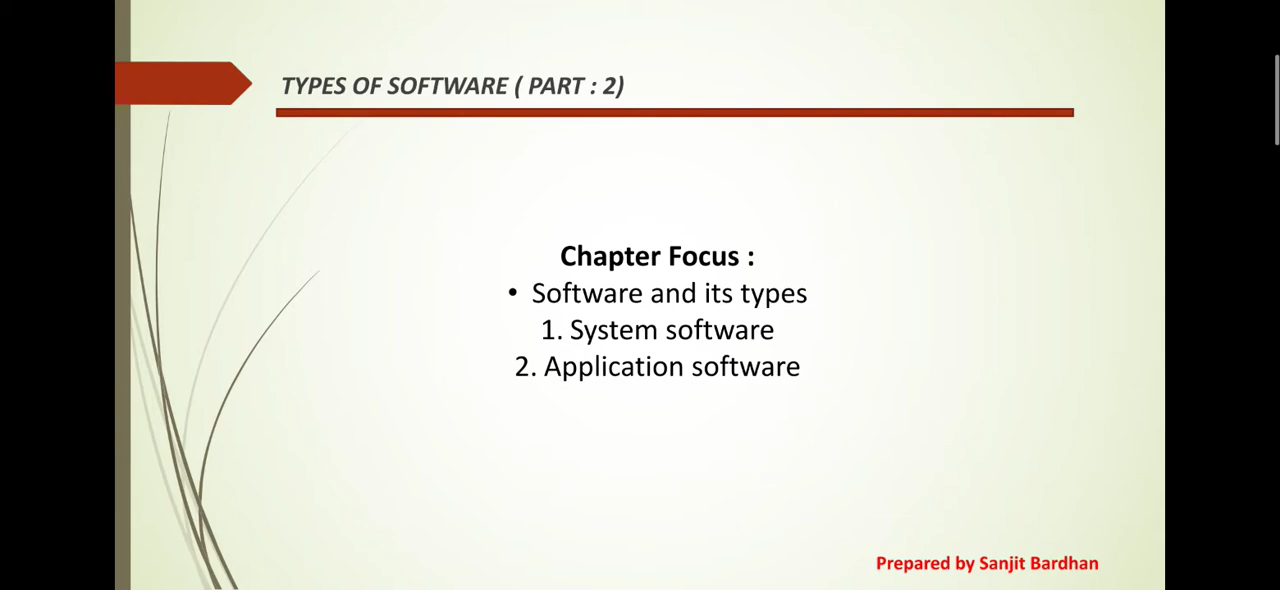 TYPES OF SOFTWARE ( PART : 2)
Chapter Focus :
• Software and its types
1. System software
2. Application software
Prepared by Sanjit Bardhan